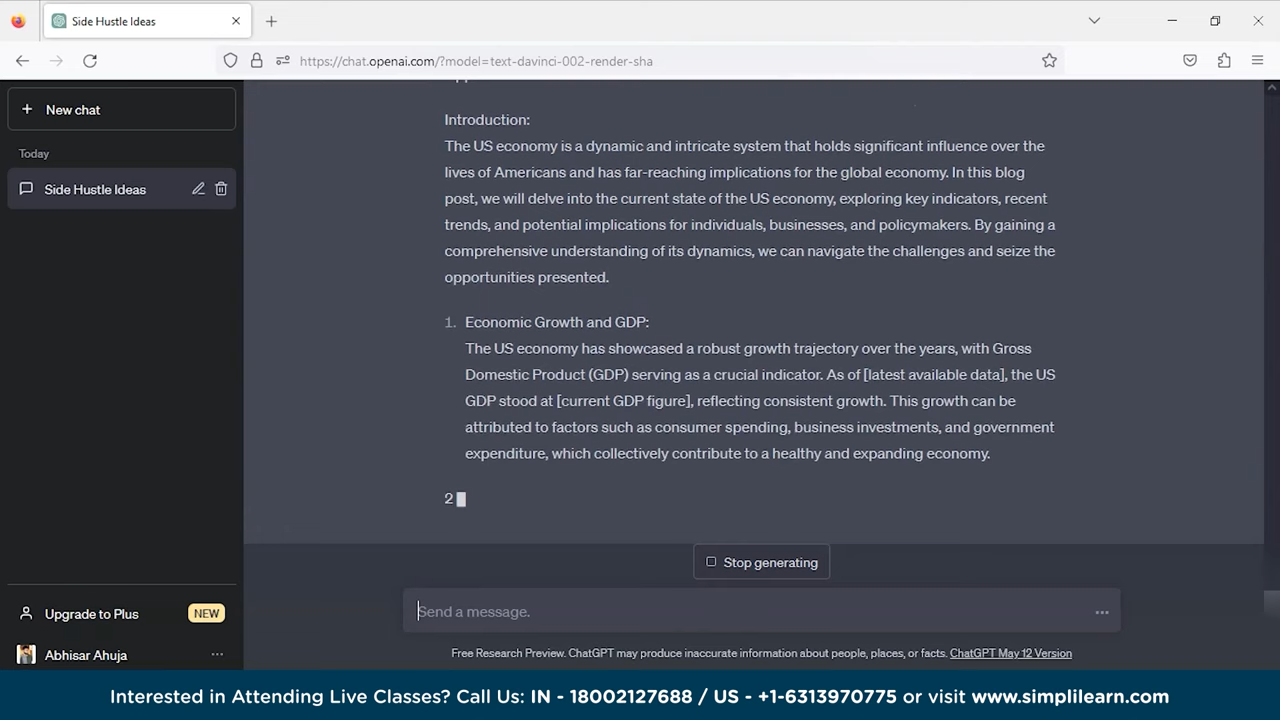 Side Hustle Ideas
https://chat.openai.com/?model=text-davinci-002-render-sha
New chat
Today
Side Hustle Ideas
Introduction:
The US economy is a dynamic and intricate system that holds significant influence over the
lives of Americans and has far-reaching implications for the global economy. In this blog
post, we will delve into the current state of the US economy, exploring key indicators, recent
trends, and potential implications for individuals, businesses, and policymakers. By gaining a
comprehensive understanding of its dynamics, we can navigate the challenges and seize the
opportunities presented.
1. Economic Growth and GDP:
The US economy has showcased a robust growth trajectory over the years, with Gross
Domestic Product (GDP) serving as a crucial indicator. As of [latest available data], the US
GDP stood at [current GDP figure], reflecting consistent growth. This growth can be
attributed to factors such as consumer spending, business investments, and government
expenditure, which collectively contribute to a healthy and expanding economy.
2
Stop generating
Send a message.
Upgrade to Plus NEW
Abhisar Ahuja
Free Research Preview. ChatGPT may produce inaccurate information about people, places, or facts. ChatGPT May 12 Version
Interested in Attending Live Classes? Call Us: IN - 18002127688 / US - +1-6313970775 or visit www.simplilearn.com